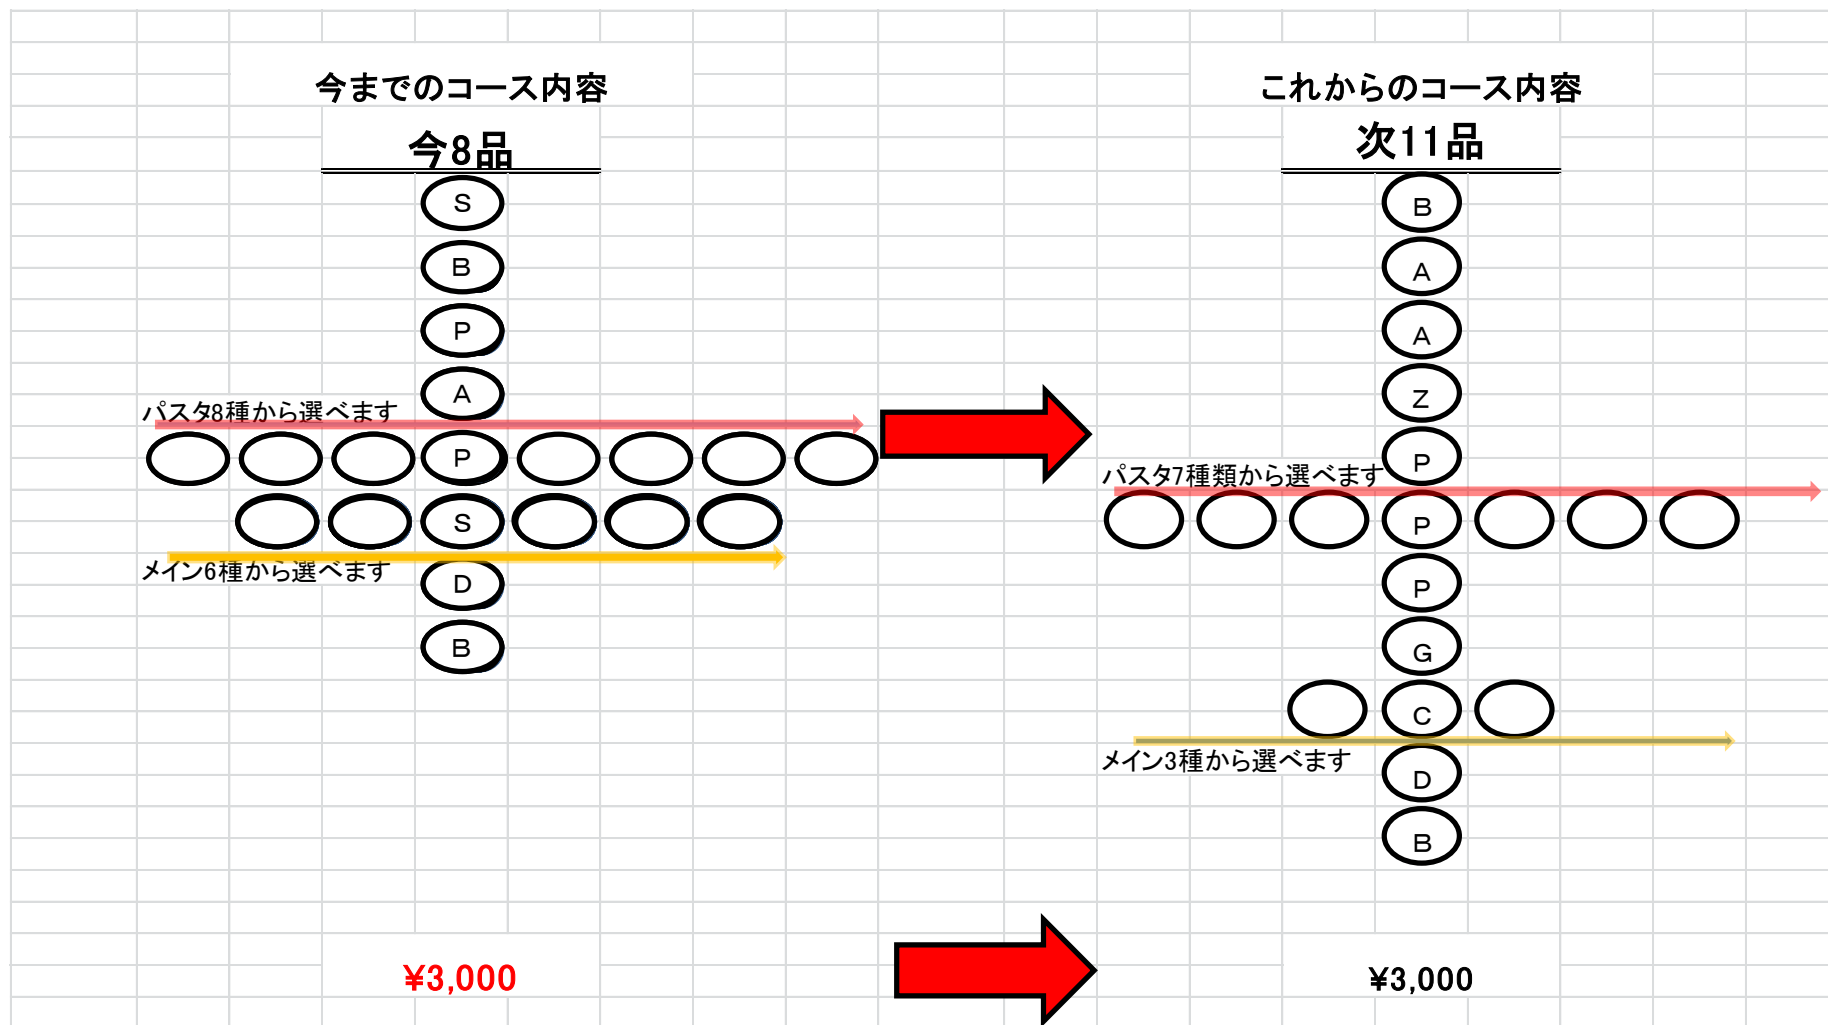 今までのコース内容
今8品
S
B
P
A
パスタ8種から選べます
P
S
メイン6種から選べます
D
B
¥3,000
これからのコース内容
次11品
B
A
A
Z
P
パスタ7種類から選べます
P
P
G
C
メイン3種から選べます
D
B
¥3,000